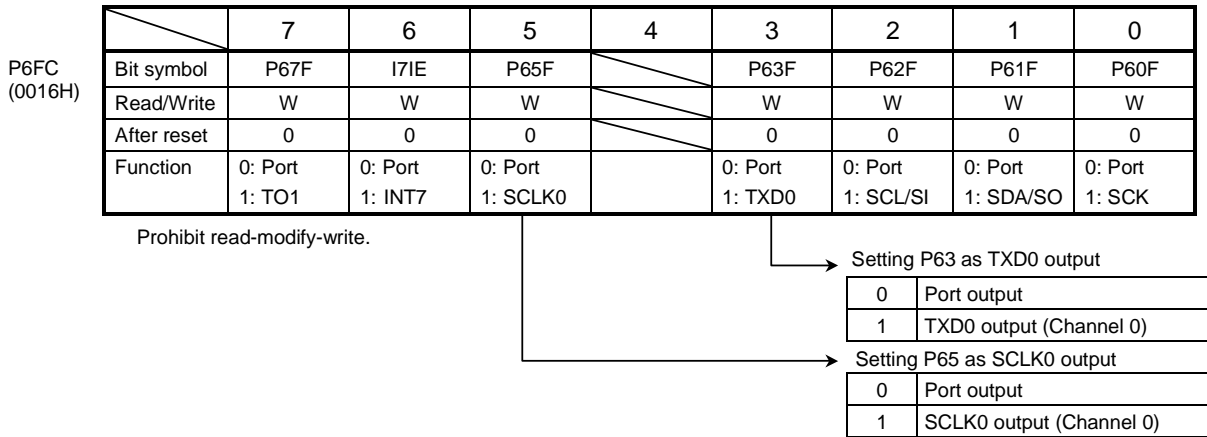 7 6 5 4 3 2 1 0
P6FC
(0016H)
Bit symbol P67F I7IE P65F P63F P62F P61F P60F
Read/Write W W W W W W W
After reset 0 0 0 0 0 0 0
Function 0: Port 0: Port 0: Port 0: Port 0: Port 0: Port 0: Port
1: TO1 1: INT7 1: SCLK0 1: TXD0 1: SCL/SI 1: SDA/SO 1: SCK
Prohibit read-modify-write.
Setting P63 as TXD0 output
0 Port output
1 TXD0 output (Channel 0)
Setting P65 as SCLK0 output
0 Port output
1 SCLK0 output (Channel 0)